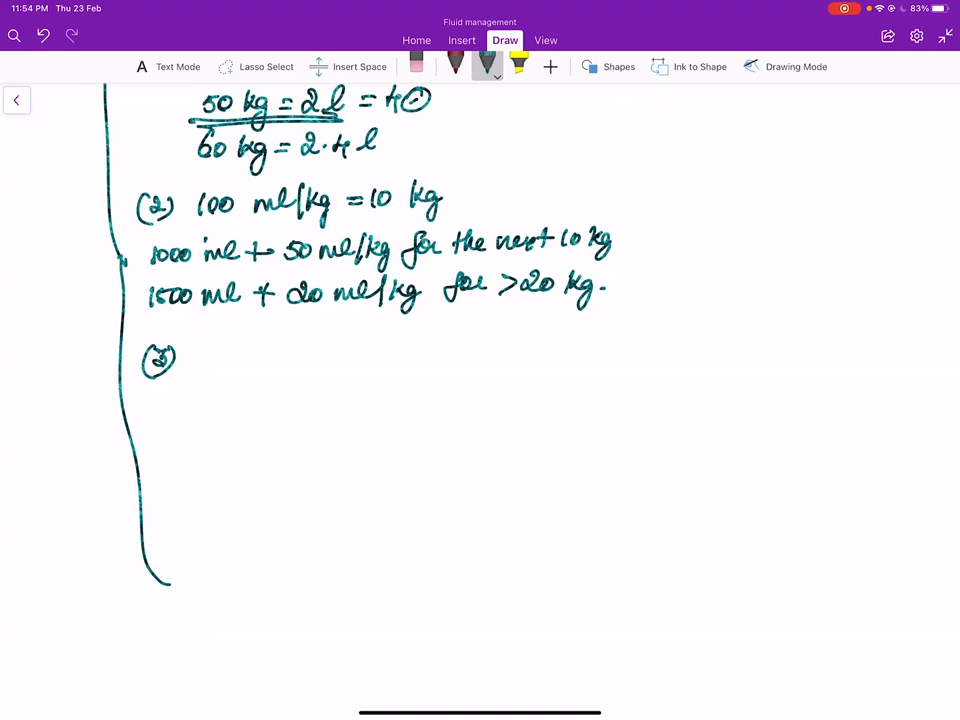 11:54 PM Thu 23 Feb
83%
Fluid management
Home Insert Draw View
A Text Mode Lasso Select Insert Space Shapes Ink to Shape Drawing Mode
50 kg = 2 l = 4
60 kg = 2.4 l
(2) 100 ml/kg = 10 kg
1000 ml + 50 ml/kg for the next 10 kg
1500 ml + 20 ml/kg for >20 kg.
(3)